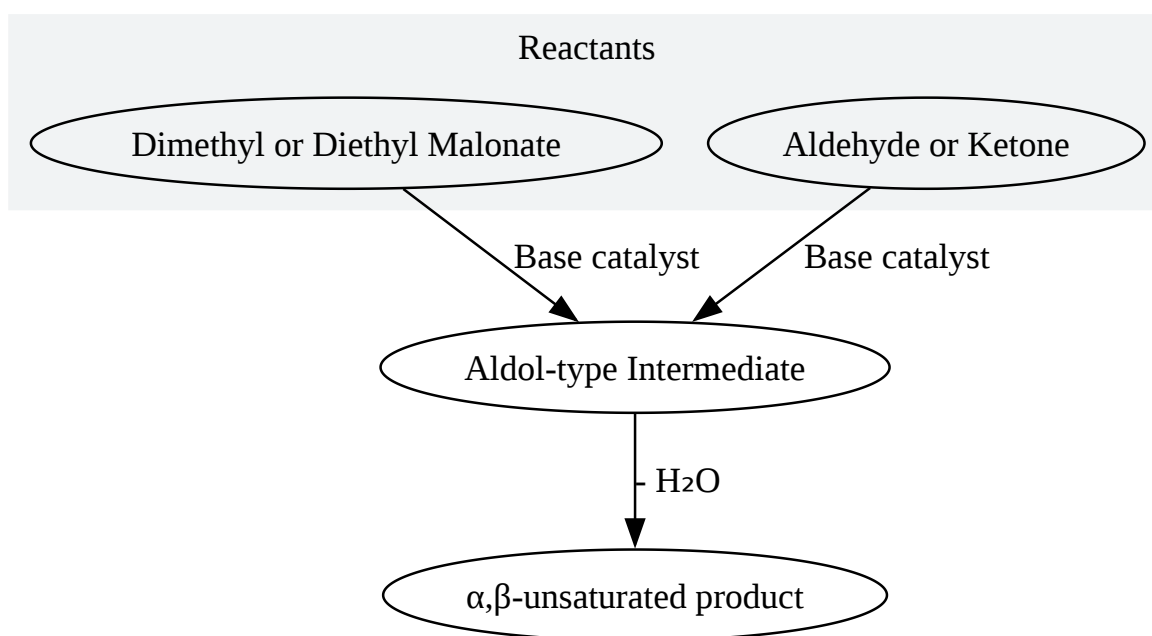 Reactants
Dimethyl or Diethyl Malonate
Aldehyde or Ketone
Base catalyst
Base catalyst
Aldol-type Intermediate
- H₂O
α,β-unsaturated product